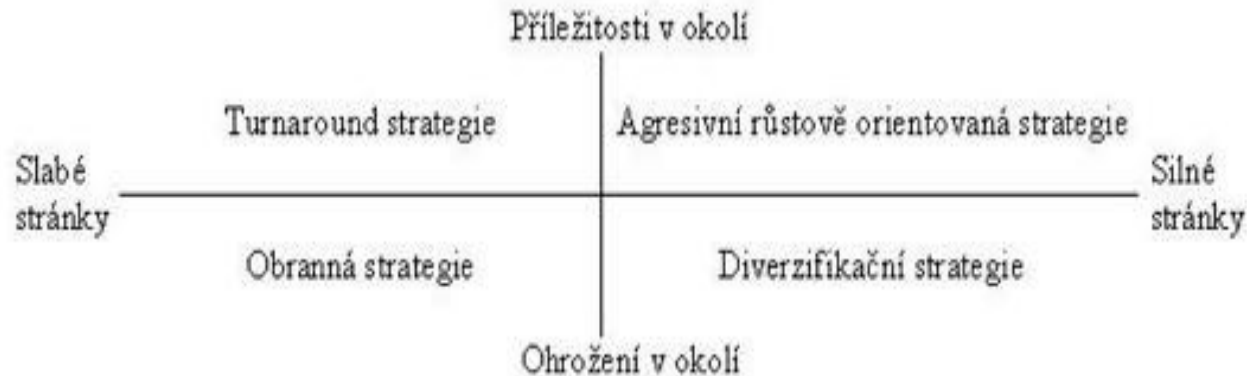 Příležitosti v okolí
Turnaround strategie
Agresivní růstově orientovaná strategie
Slabé
stránky
Silné
stránky
Obranná strategie
Diverzifikační strategie
Ohrožení v okolí